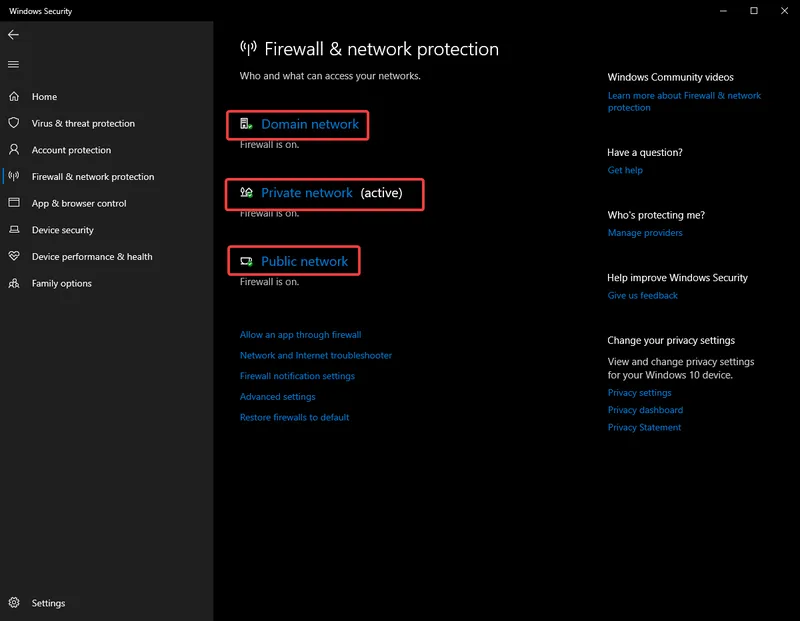 Windows Security
Home
Virus & threat protection
Account protection
Firewall & network protection
App & browser control
Device security
Device performance & health
Family options
Settings
Firewall & network protection
Who and what can access your networks.
Domain network
Firewall is on.
Private network (active)
Firewall is on.
Public network
Firewall is on.
Allow an app through firewall
Network and Internet troubleshooter
Firewall notification settings
Advanced settings
Restore firewalls to default
Windows Community videos
Learn more about Firewall & network
protection
Have a question?
Get help
Who's protecting me?
Manage providers
Help improve Windows Security
Give us feedback
Change your privacy settings
View and change privacy settings
for your Windows 10 device.
Privacy settings
Privacy dashboard
Privacy Statement